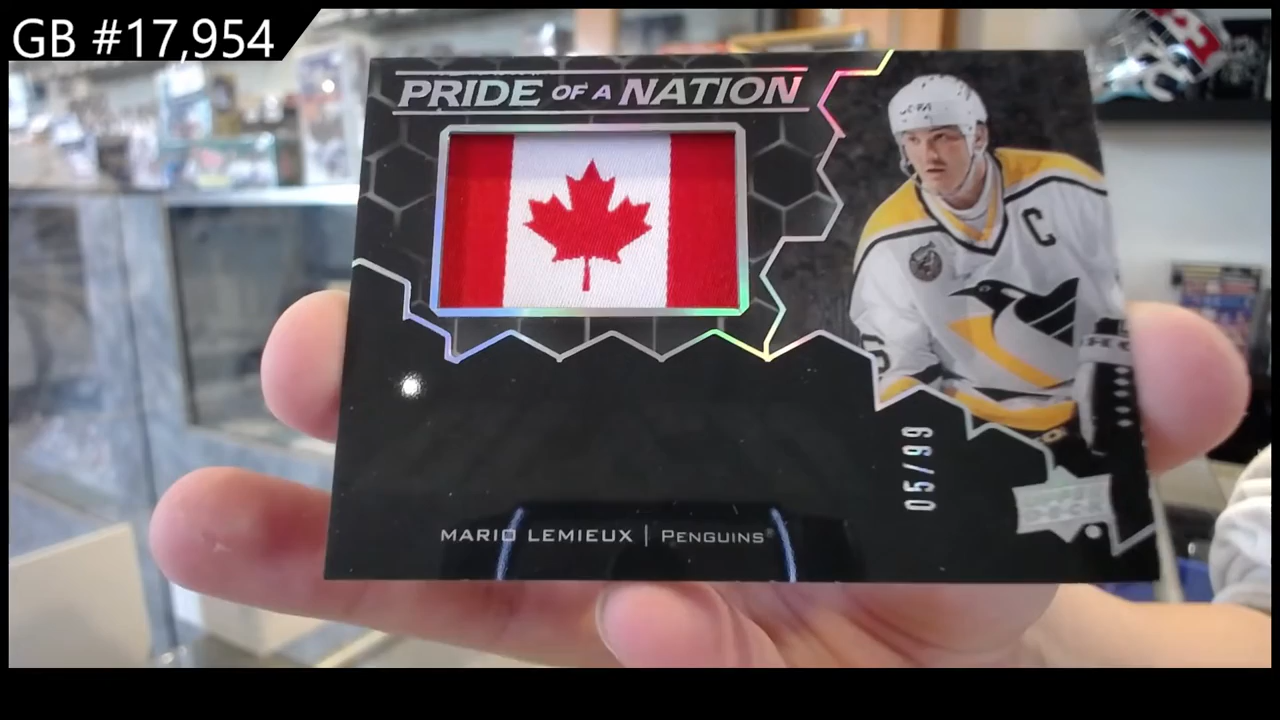 GB #17,954
PRIDE OF A NATION
C
05/99
MARIO LEMIEUX | PENGUINS®